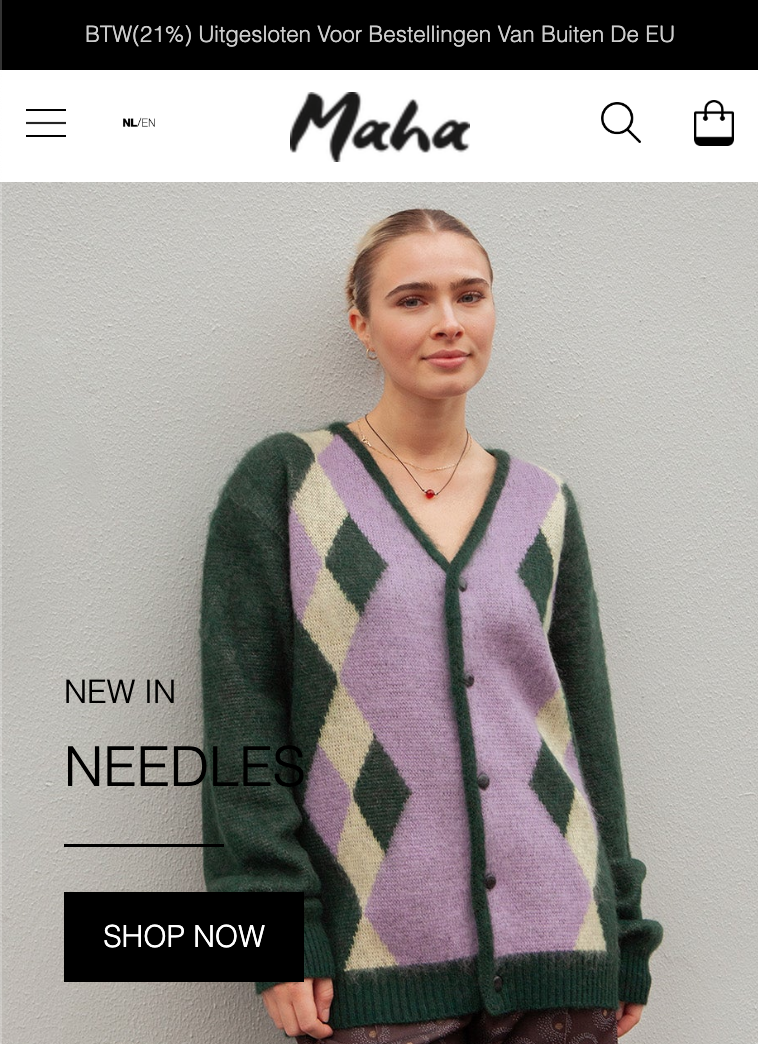 BTW(21%) Uitgesloten Voor Bestellingen Van Buiten De EU
NL/EN
Maha
NEW IN
NEEDLES
SHOP NOW